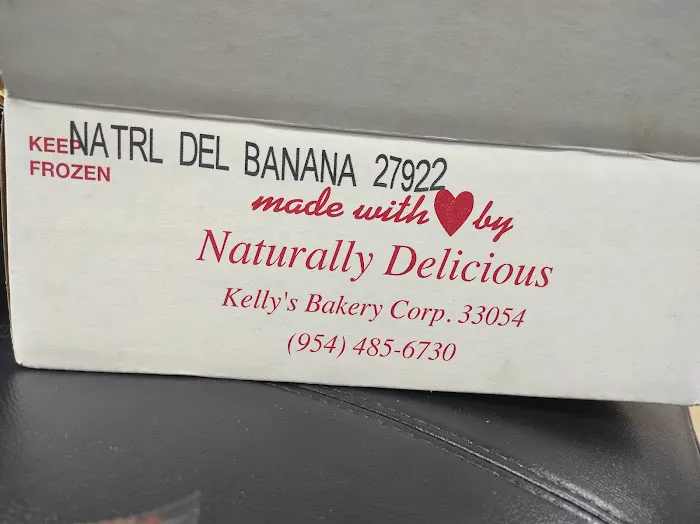 KEEP
FROZEN
NATRL DEL BANANA 27922
made with by
Naturally Delicious
Kelly's Bakery Corp. 33054
(954) 485-6730